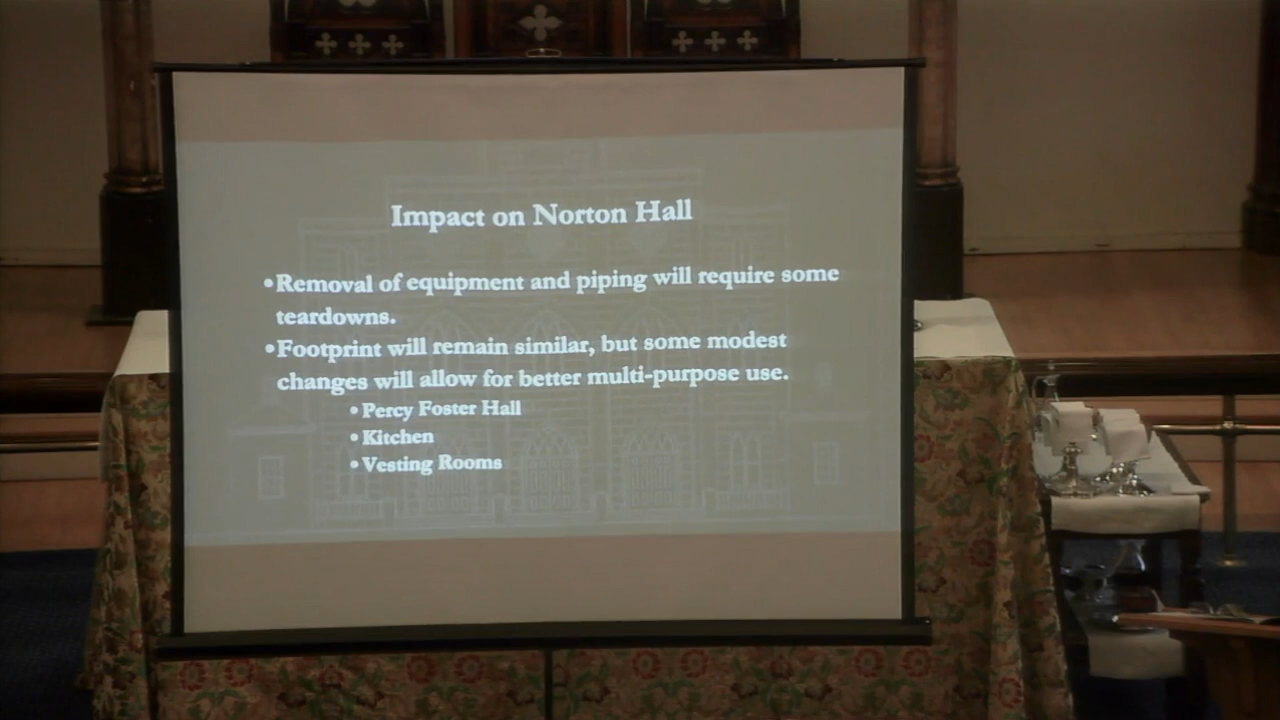 Impact on Norton Hall
•Removal of equipment and piping will require some
teardowns.
•Footprint will remain similar, but some modest
changes will allow for better multi-purpose use.
•Percy Foster Hall
•Kitchen
•Vesting Rooms